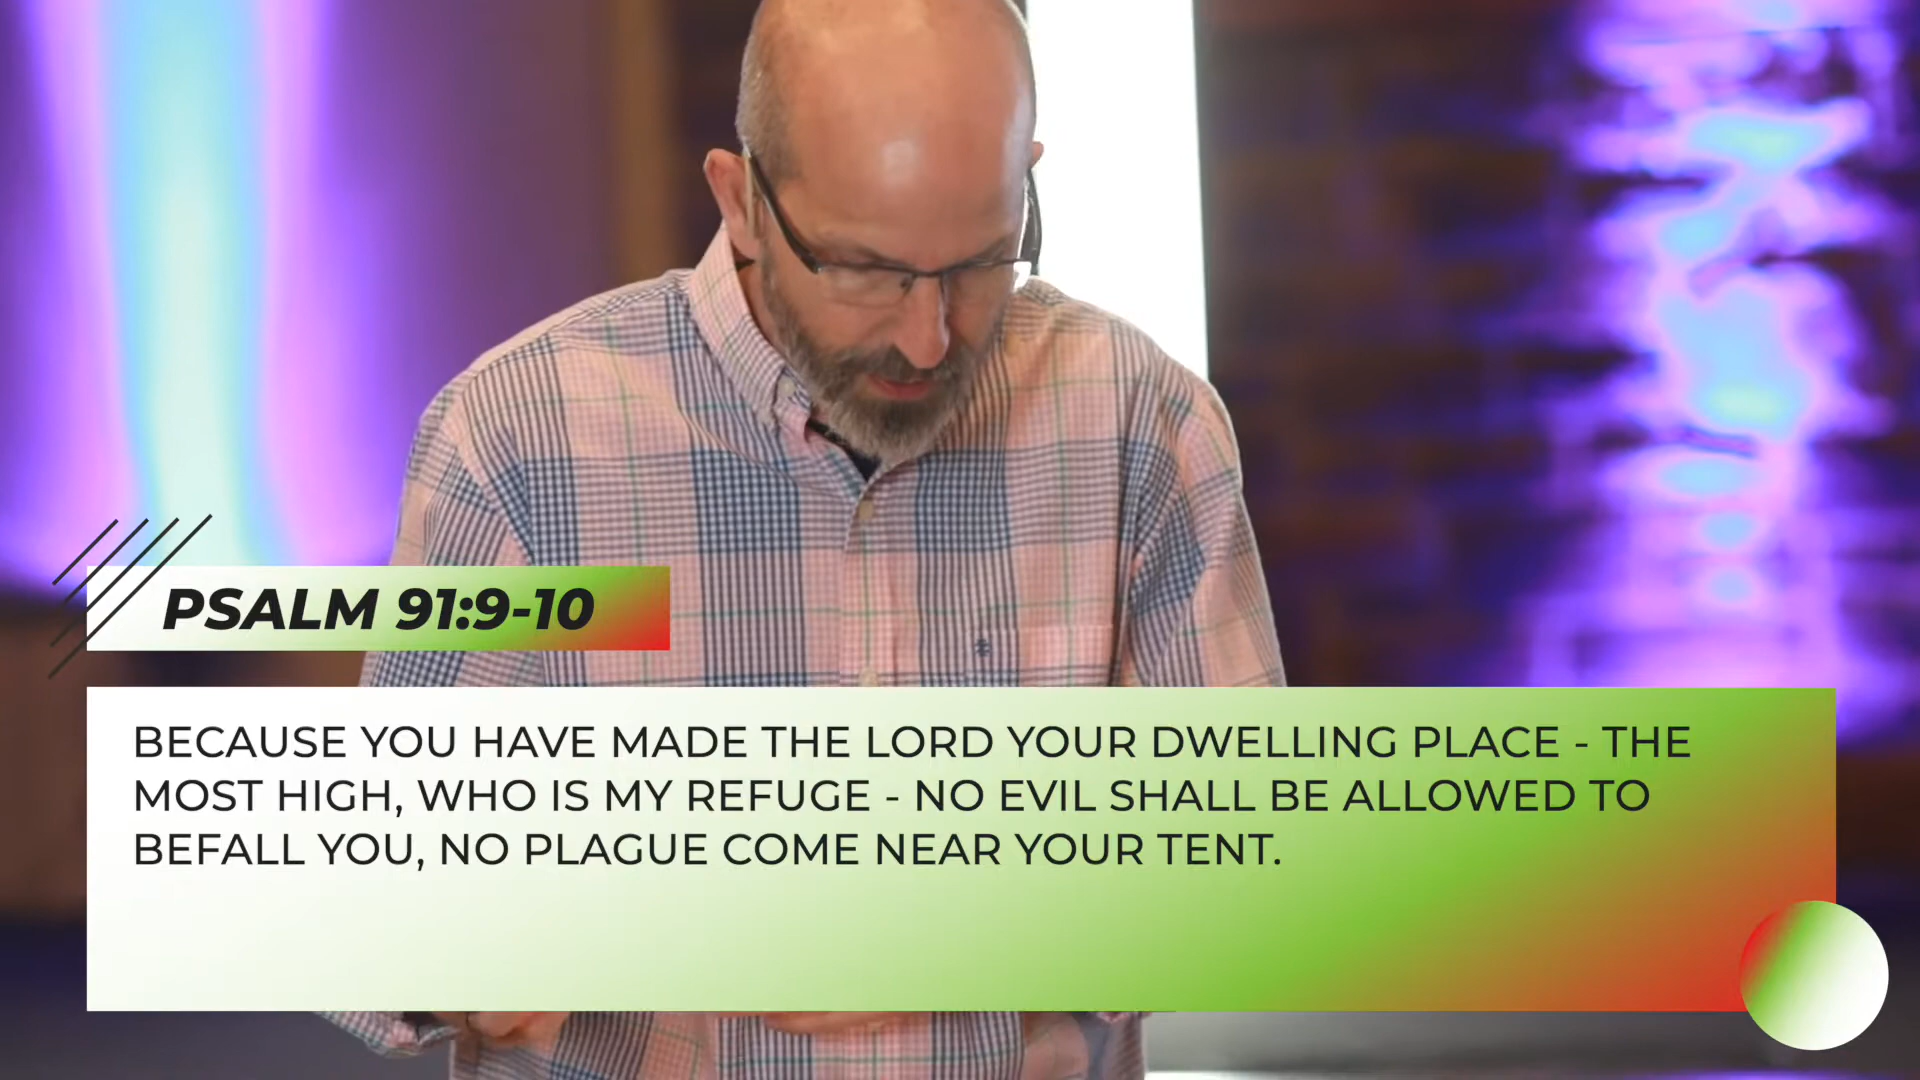 PSALM 91:9-10
BECAUSE YOU HAVE MADE THE LORD YOUR DWELLING PLACE - THE
MOST HIGH, WHO IS MY REFUGE - NO EVIL SHALL BE ALLOWED TO
BEFALL YOU, NO PLAGUE COME NEAR YOUR TENT.